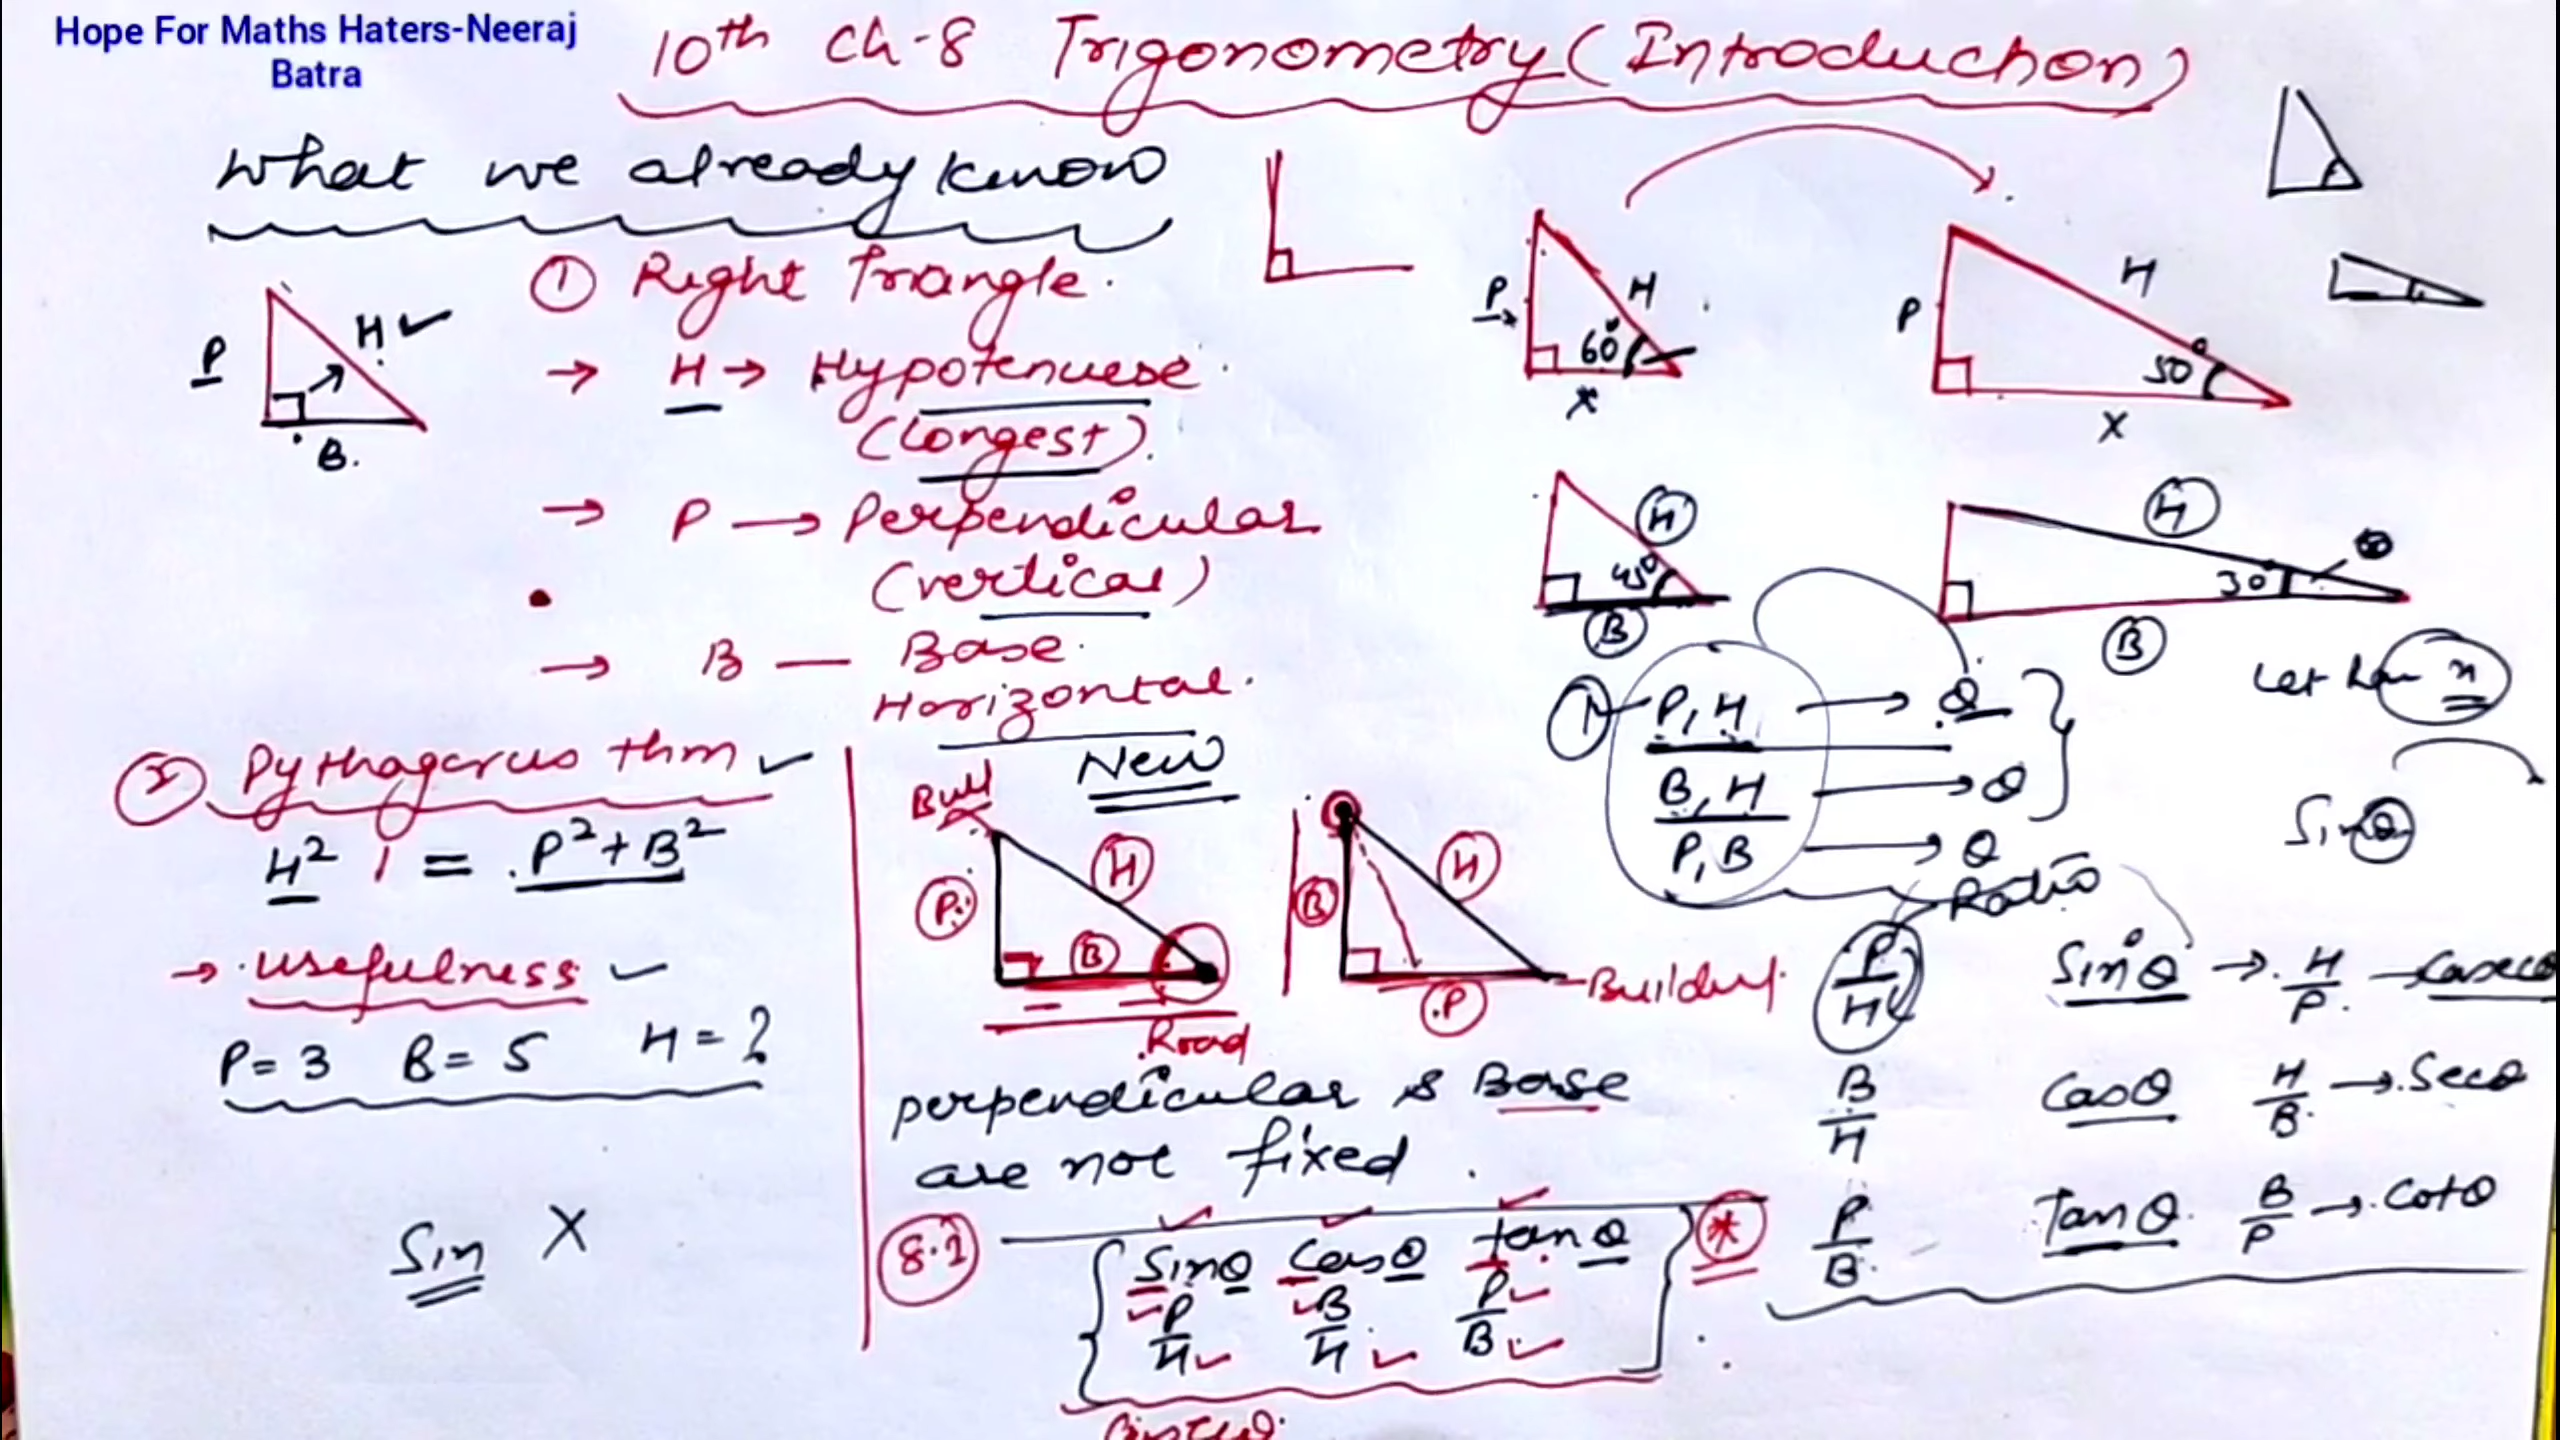 Hope For Maths Haters-Neeraj
Batra
10th Ch-8 Trigonometry (Introduction)
What we already know
① Right Triangle.
P
H ✓
B.
→ H → Hypotenuese.
(Longest).
→ P → Perpendicular
(vertical)
→ B — Base.
Horizontal.
② Pythagorus thm ✓
H² = P²+B²
→ usefulness ✓
P= 3 B= 5 H= ?
Sin X
New
Buil
P
H
B
Road
B
H
P
Building
perpendicular & Base
are not fixed.
8.1
Sinθ Cosθ tanθ
P/H B/H P/B
*
P
H
60°
x
P
H
50°
x
H
45°
B
H
30°
B
① P, H → θ
B, H → θ
P, B → θ
Let x
Sinθ
Ratio
P/H Sinθ → H/P → Cosecθ
B/H Cosθ H/B → Secθ
P/B Tanθ B/P → Cotθ